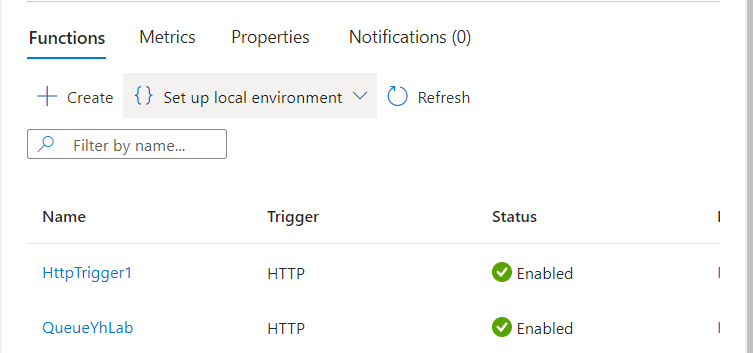 Functions Metrics Properties Notifications (0)
Create {} Set up local environment Refresh
Filter by name...
Name Trigger Status
HttpTrigger1 HTTP Enabled
QueueYhLab HTTP Enabled